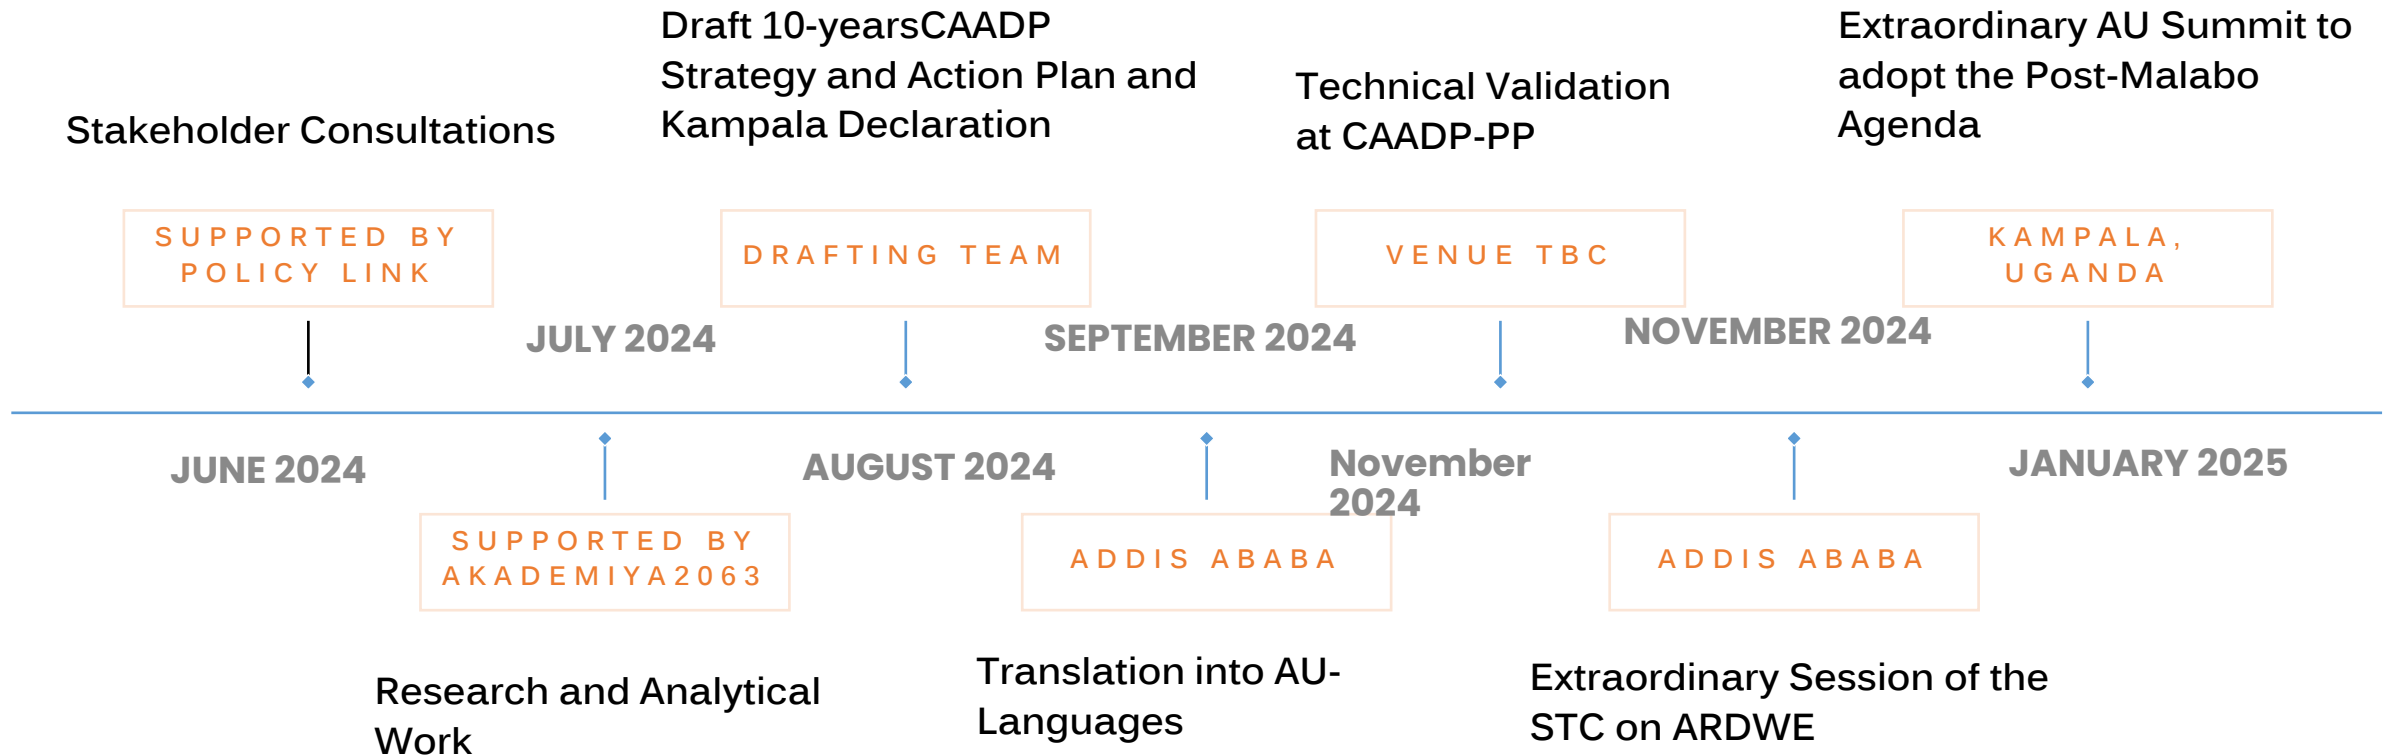 Stakeholder Consultations
SUPPORTED BY
POLICY LINK
JUNE 2024
JULY 2024
SUPPORTED BY
AKADEMIYA2063
Research and Analytical
Work
Draft 10-yearsCAADP
Strategy and Action Plan and
Kampala Declaration
DRAFTING TEAM
AUGUST 2024
SEPTEMBER 2024
ADDIS ABABA
Translation into AU-
Languages
Technical Validation
at CAADP-PP
VENUE TBC
November
2024
NOVEMBER 2024
ADDIS ABABA
Extraordinary Session of the
STC on ARDWE
Extraordinary AU Summit to
adopt the Post-Malabo
Agenda
KAMPALA,
UGANDA
JANUARY 2025